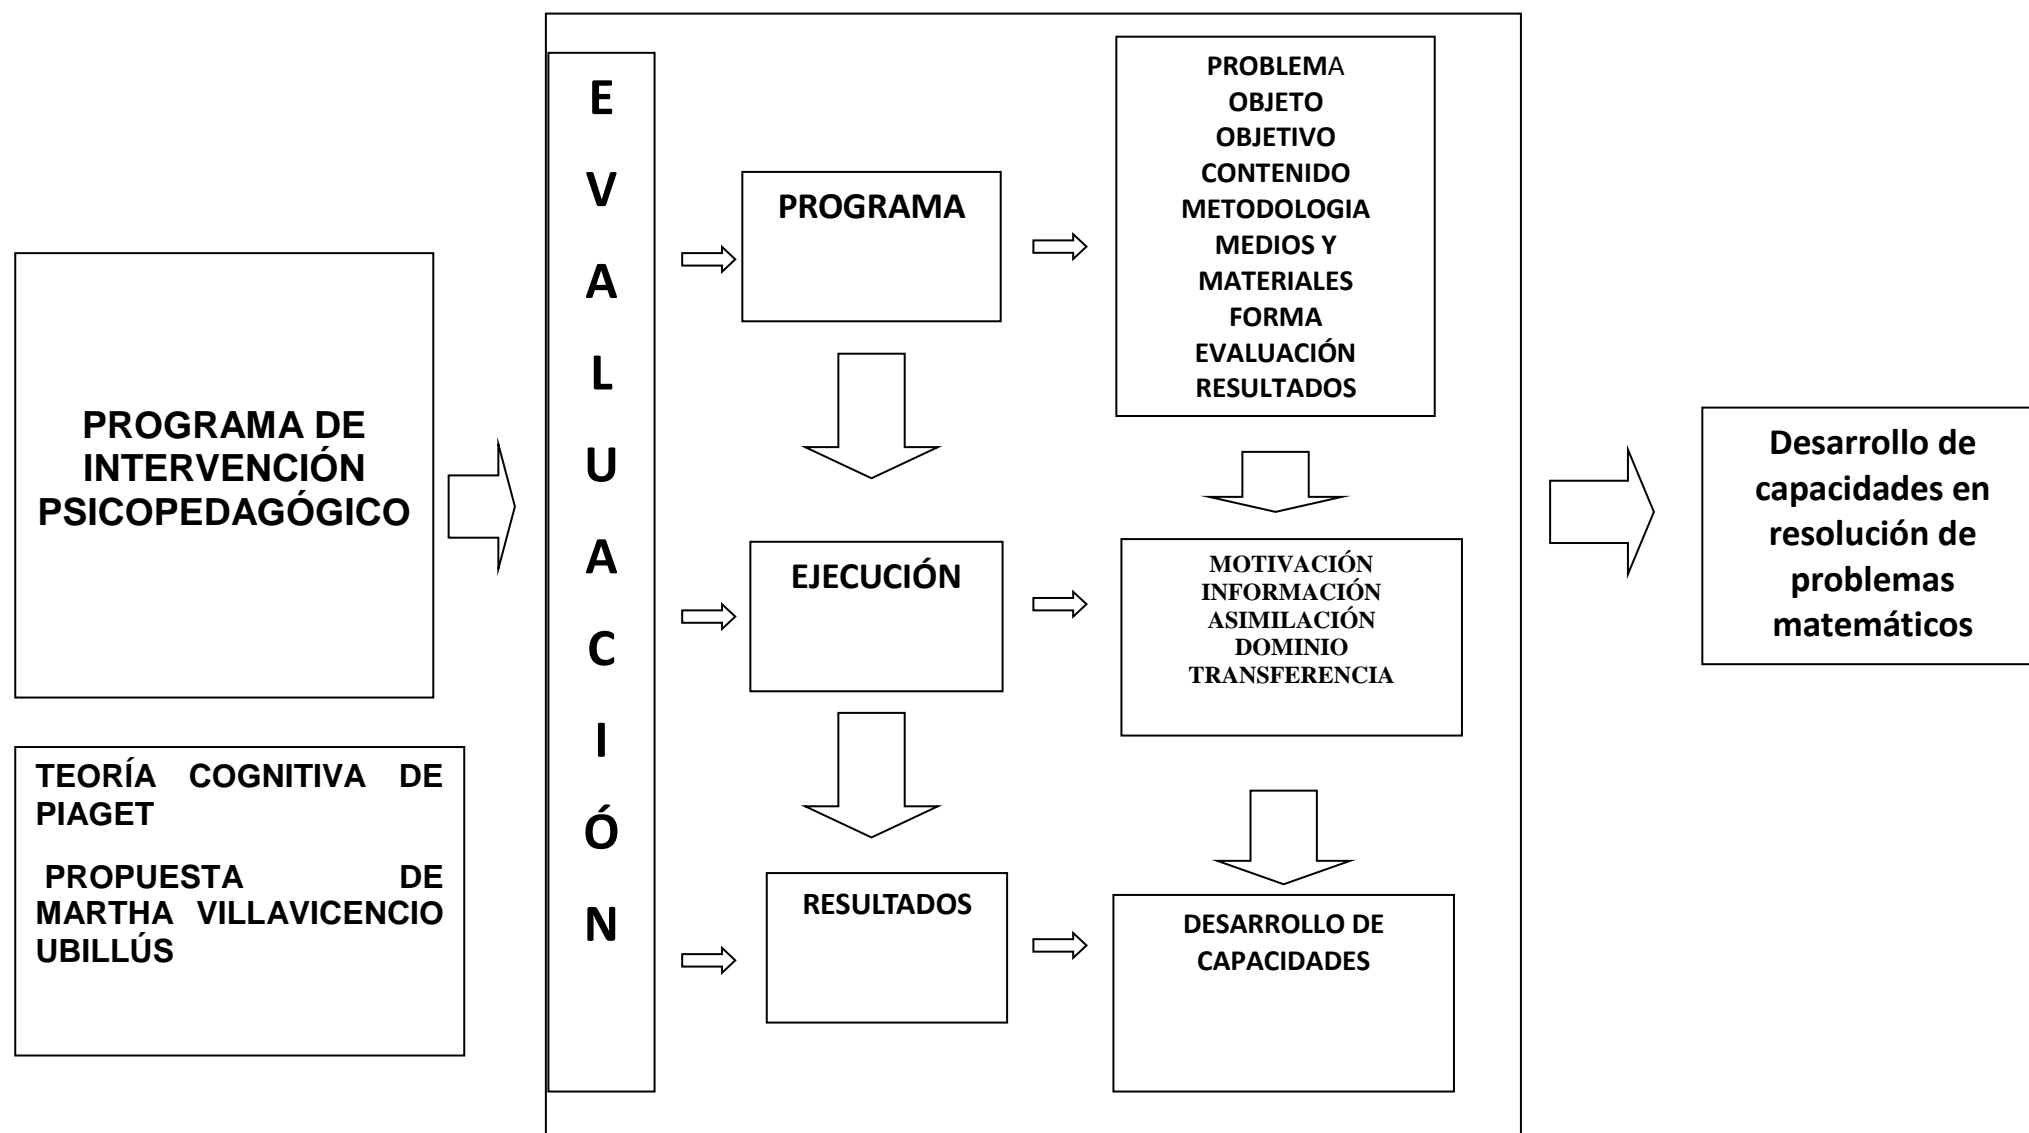 PROGRAMA DE
INTERVENCIÓN
PSICOPEDAGÓGICO
TEORÍA COGNITIVA DE
PIAGET
PROPUESTA DE
MARTHA VILLAVICENCIO
UBILLÚS
E
V
A
L
U
A
C
I
Ó
N
PROGRAMA
PROBLEMA
OBJETO
OBJETIVO
CONTENIDO
METODOLOGIA
MEDIOS Y
MATERIALES
FORMA
EVALUACIÓN
RESULTADOS
EJECUCIÓN
MOTIVACIÓN
INFORMACIÓN
ASIMILACIÓN
DOMINIO
TRANSFERENCIA
RESULTADOS
DESARROLLO DE
CAPACIDADES
Desarrollo de
capacidades en
resolución de
problemas
matemáticos